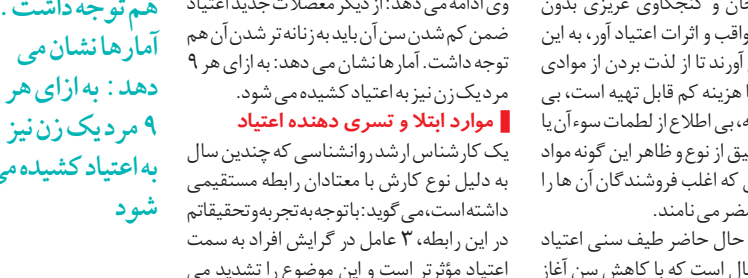 جان و کنجکاوی غریزی بدون
عواقب و اثرات اعتیاد آور، به این
آورند تا از لذت بردن از موادی
هزینه کم قابل تهیه است، بی
بی اطلاع از لطمات سوءآن یا
از نوع و ظاهر این گونه مواد
که اغلب فروشندگان آن ها را
می نامند.
حال حاضر طیف سنی اعتیاد
است که با کاهش سن آغاز
وی ادامه می دهد: از دیگر معضلات جدید اعتیاد
ضمن کم شدن سن آن باید به زنانه تر شدن آن هم
توجه داشت. آمارها نشان می دهد: به ازای هر ۹
مرد یک زن نیز به اعتیاد کشیده می شود.
موارد ابتلا و تسری دهنده اعتیاد
یک کارشناس ارشد روانشناسی که چندین سال
به دلیل نوع کارش با معتادان رابطه مستقیمی
داشته است، می گوید: با توجه به تجربه و تحقیقاتم
در این رابطه، ۳ عامل در گرایش افراد به سمت
اعتیاد مؤثرتر است و این موضوع را تشدید می
هم توجه داشت .
آمارها نشان می
دهد : به ازای هر
۹ مرد یک زن نیز
به اعتیاد کشیده می
شود